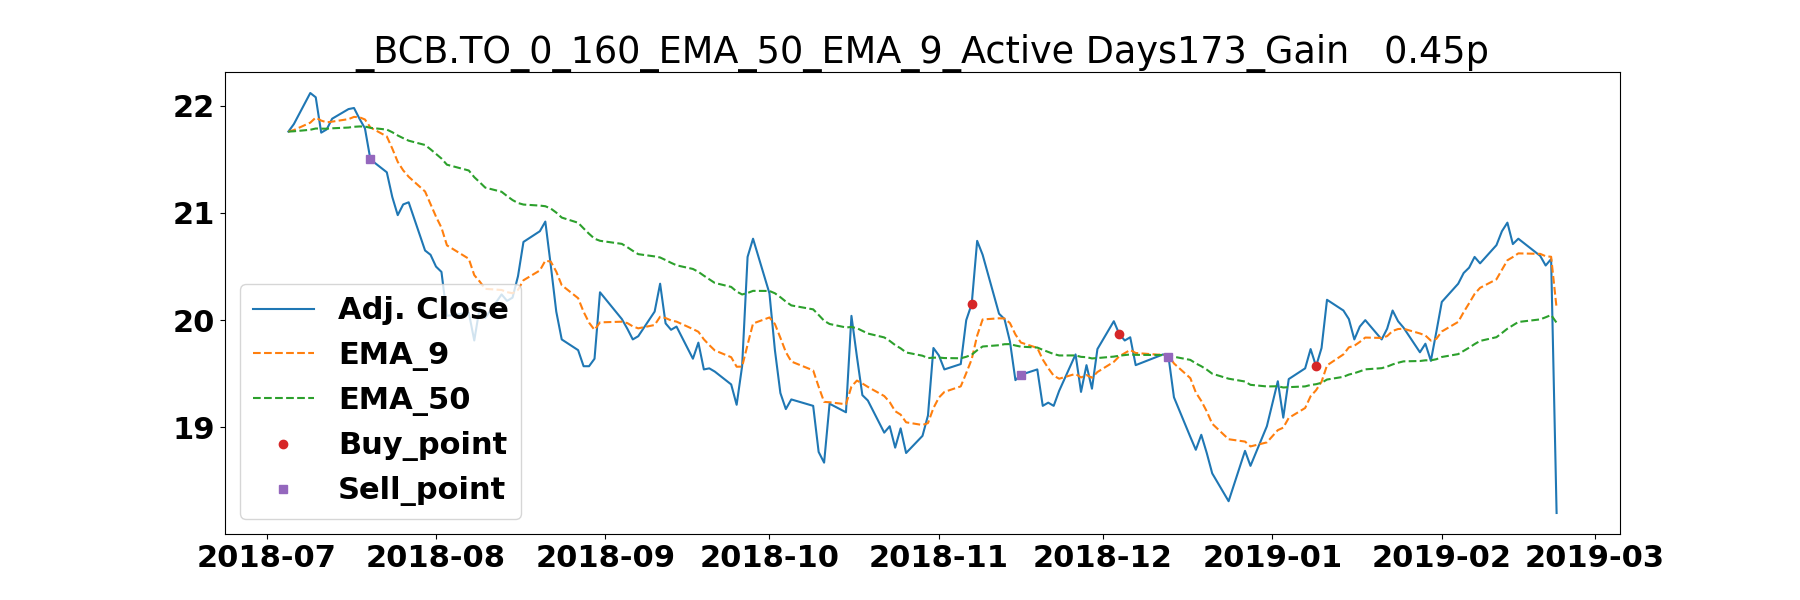 _BCB.TO_0_160_EMA_50_EMA_9_Active Days173_Gain   0.45p
22
21
20
19
Adj. Close
EMA_9
EMA_50
Buy_point
Sell_point
2018-07 2018-08 2018-09 2018-10 2018-11 2018-12 2019-01 2019-02 2019-03